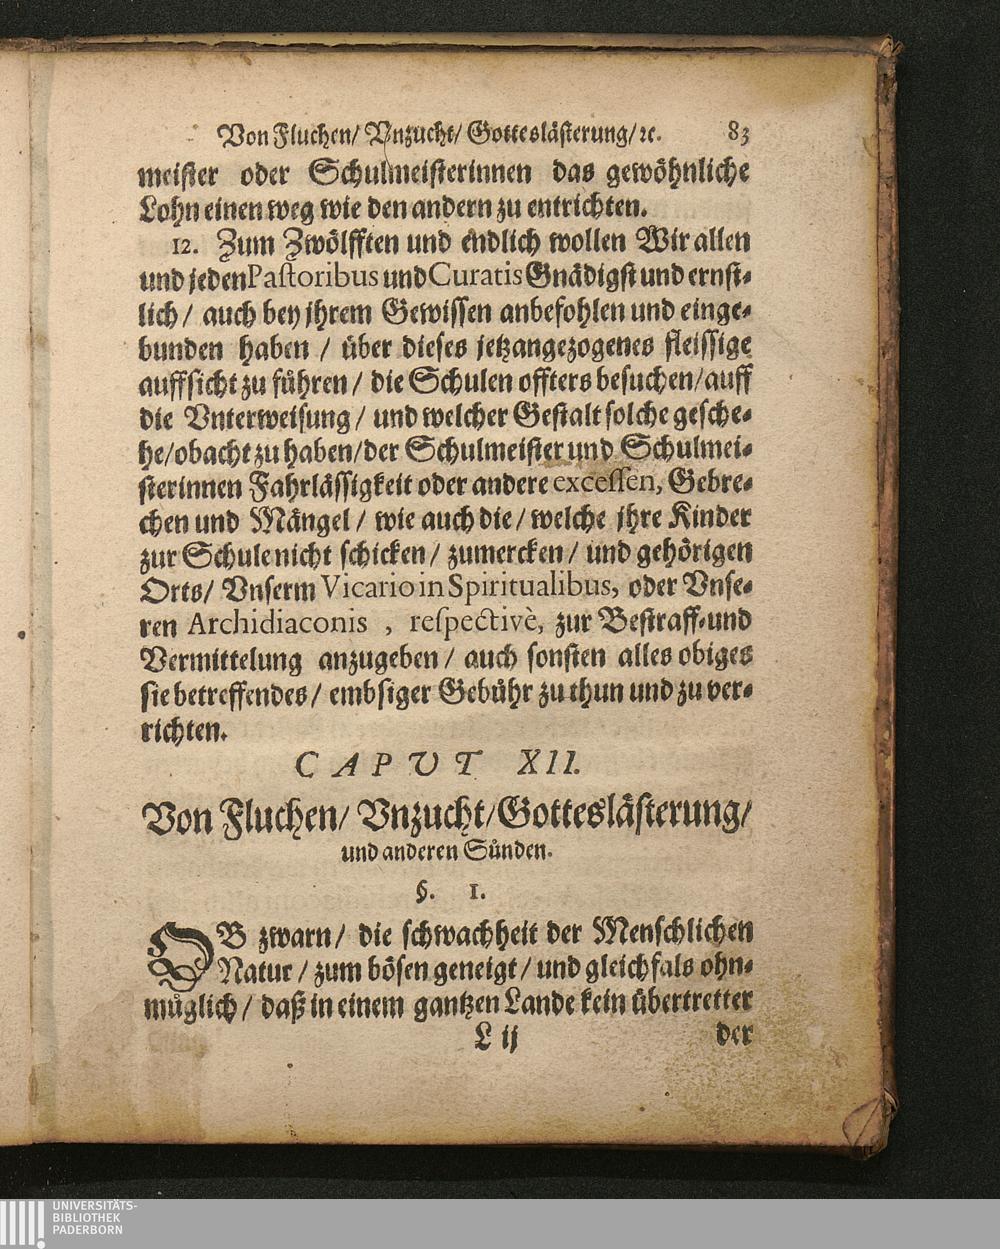 Von Fluchen/ Vnzucht/ Gotteslästerung/ ꝛc. 83
meister oder Schulmeisterinnen das gewöhnliche
Lohn einen weg wie den andern zu entrichten.
12. Zum Zwölfften und endlich wollen Wir allen
und jeden Paſtoribus und Curatis Gnädigst und ernst-
lich / auch bey jhrem Gewissen anbefohlen und einge-
bunden haben / über dieses jetzangezogenes fleissige
auffsicht zu führen / die Schulen offters besuchen/ auff
die Vnterweisung / und welcher Gestalt solche gesche-
he/ obacht zu haben/ der Schulmeister und Schulmei-
sterinnen Fahrlässigkeit oder andere exceſſen, Gebre-
chen und Mängel / wie auch die / welche jhre Kinder
zur Schule nicht schicken / zumercken / und gehörigen
Orts/ Vnserm Vicario in Spiritualibus, oder Vnse-
ren Archidiaconis , reſpectivè, zur Bestraff- und
Vermittelung anzugeben / auch sonsten alles obiges
sie betreffendes / embsiger Gebühr zu thun und zu ver-
richten.
CAPVT XII.
Von Fluchen/ Vnzucht/ Gotteslästerung/
und anderen Sünden.
§. 1.
OB zwarn/ die schwachheit der Menschlichen
Natur / zum bösen geneigt / und gleichfals ohn-
müglich / daß in einem gantzen Lande kein übertretter
L ij der
UNIVERSITÄTS-
BIBLIOTHEK
PADERBORN